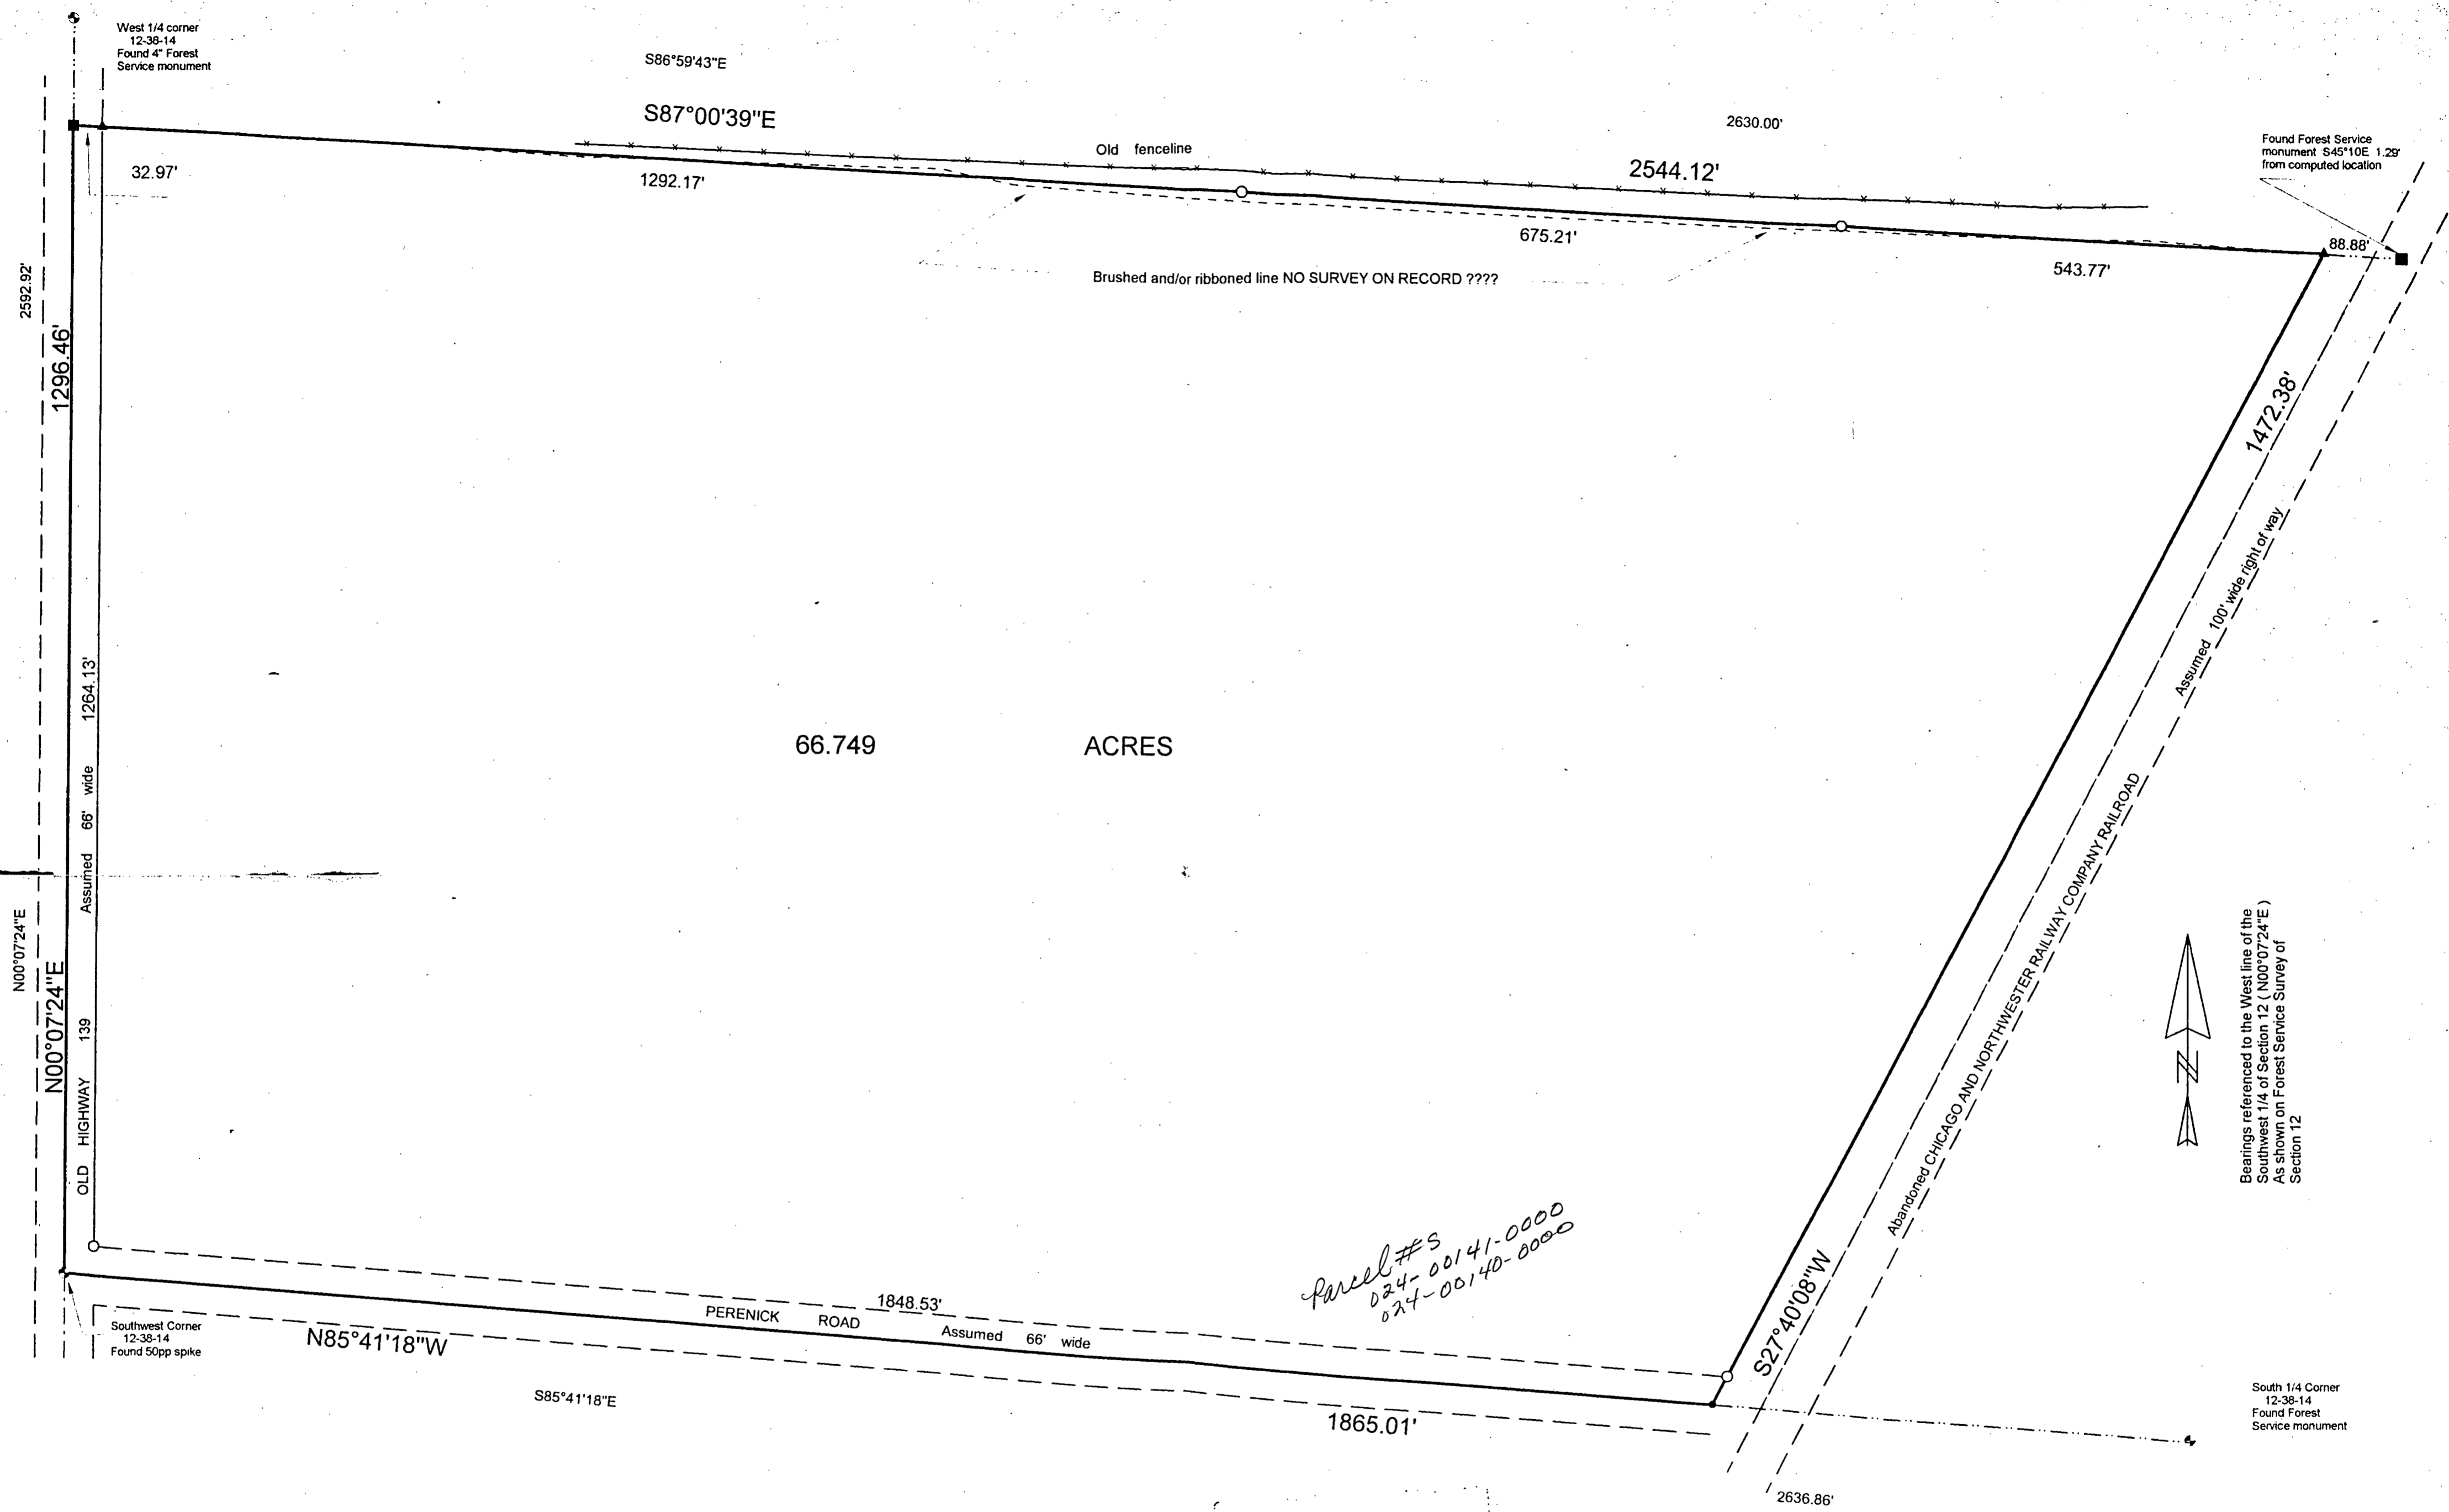 West 1/4 corner
12-38-14
Found 4" Forest
Service monument
S86°59'43"E
S87°00'39"E
2630.00'
Found Forest Service
monument S45°10E 1.29'
from computed location
Old fenceline
2544.12'
32.97'
1292.17'
675.21'
88.88'
543.77'
Brushed and/or ribboned line NO SURVEY ON RECORD ????
2592.92'
1296.46'
1264.13'
1472.38'
Assumed 100' wide right of way
66.749 ACRES
Abandoned CHICAGO AND NORTHWESTER RAILWAY COMPANY RAILROAD
N00°07'24"E
N00°07'24"E
OLD HIGHWAY 139 Assumed 66' wide
N
Bearings referenced to the West line of the
Southwest 1/4 of Section 12 ( N00°07'24"E )
As shown on Forest Service Survey of
Section 12
Parcel #s
024-00141-0000
024-00140-0000
S27°40'08"W
1848.53'
PERENICK ROAD Assumed 66' wide
Southwest Corner
12-38-14
Found 50pp spike
N85°41'18"W
S85°41'18"E
1865.01'
South 1/4 Corner
12-38-14
Found Forest
Service monument
2636.86'